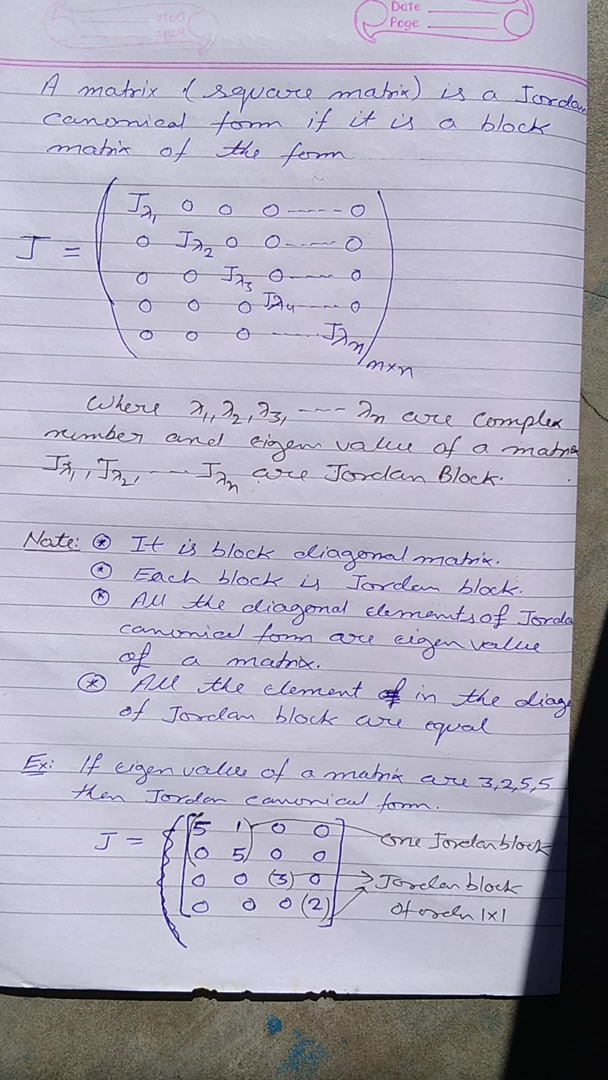 Date
Page
A matrix (square matrix) is a Jordan
canonical form if it is a block
matrix of the form
J = ( Jλ₁ 0 0 0 ---- 0
0 Jλ₂ 0 0 ---- 0
0 0 Jλ₃ 0 ---- 0
0 0 0 Jλ₄ ---- 0
0 0 0 ---- Jλn )n×n
Where λ₁, λ₂, λ₃, ---- λn are complex
number and eigen value of a matri
Jλ₁, Jλ₂, --- Jλn are Jordan Block.
Note: ⊛ It is block diagonal matrix.
⊛ Each block is Jordan block.
⊛ All the diagonal elements of Jorda
canonical form are eigen value
of a matrix.
⊛ All the element in the diag
of Jordan block are equal
Ex: If eigen value of a matrix are 3,2,5,5
then Jordan canonical form.
J = [ 5 1 0 0 ] one Jordan block
0 5 0 0
0 0 (3) 0 → Jordan block
0 0 0 (2) of order 1×1